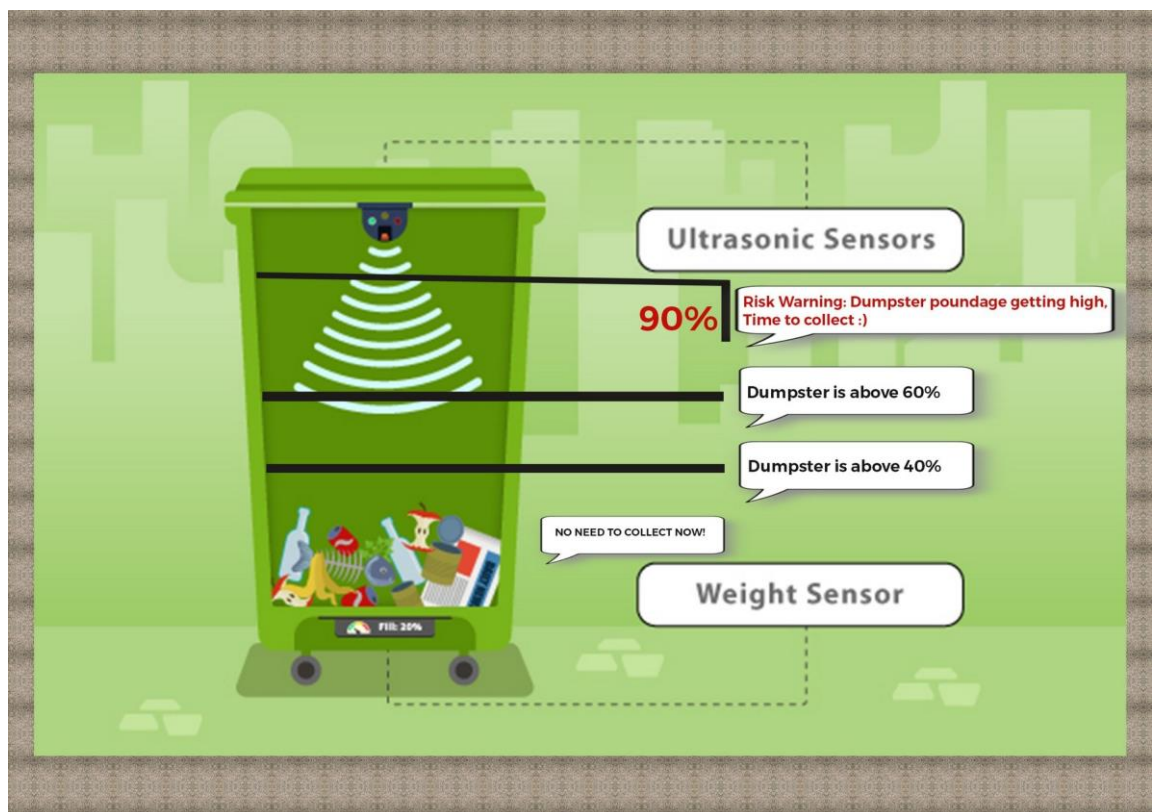 Ultrasonic Sensors
90%
Risk Warning: Dumpster poundage getting high,
Time to collect :)
Dumpster is above 60%
Dumpster is above 40%
NO NEED TO COLLECT NOW!
Weight Sensor
Fill: 20%